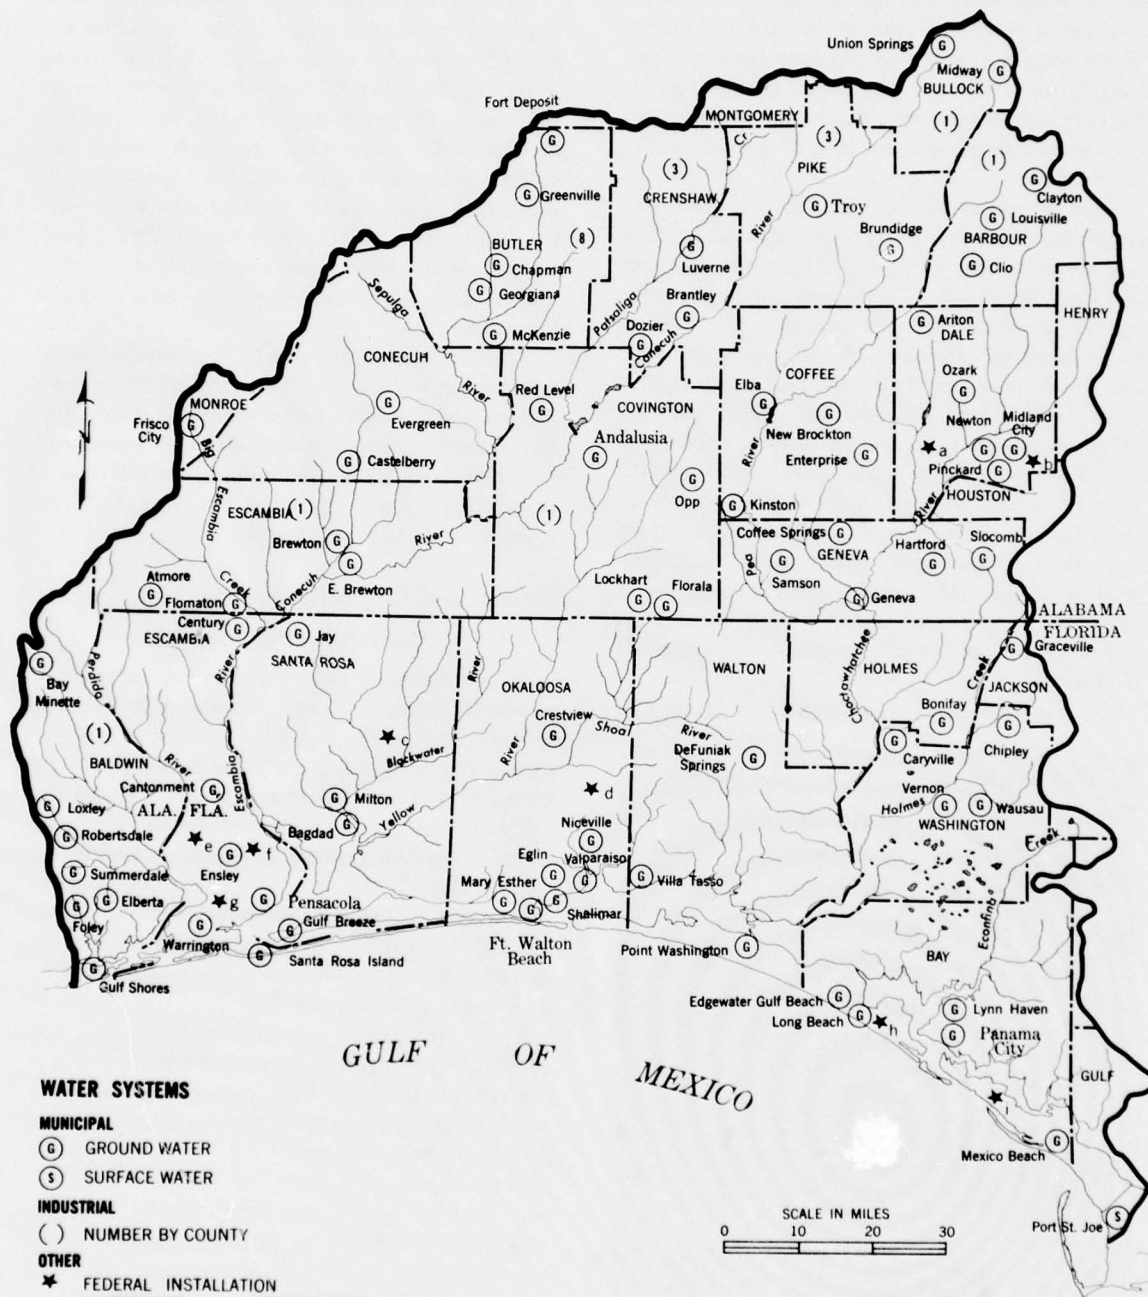 Union Springs
G
Midway
G
BULLOCK
Fort Deposit
MONTGOMERY
(1)
G
Cr.
(3)
(1)
(3)
PIKE
G
Clayton
G
Greenville
CRENSHAW
G
Troy
G
Louisville
River
Brundidge
BUTLER
(8)
G
BARBOUR
G
Chapman
Luverne
G
Clio
Sepulga
G
Georgiana
Patsaliga
Brantley
G
HENRY
G
McKenzie
Dozier
G
Conecuh
G
Ariton
DALE
CONECUH
COFFEE
Ozark
Red Level
River
Elba
G
MONROE
G
COVINGTON
G
G
Newton
Midland
City
Frisco
City
G
Evergreen
G
New Brockton
Big
Andalusia
River
Enterprise
G
a
G
G
b
G
Castelberry
G
Pinckard
G
G
Opp
HOUSTON
Escambia
ESCAMBIA
(1)
G
Kinston
River
(1)
Coffee Springs
G
Slocomb
Brewton
G
River
GENEVA
Hartford
G
G
Pea
G
Samson
G
Atmore
Creek
Conecuh
E. Brewton
Lockhart
Florala
G
Flomaton
G
G
G
G
Geneva
ALABAMA
Century
G
G
Jay
FLORIDA
ESCAMBIA
G
Graceville
G
Perdido
River
SANTA ROSA
River
WALTON
HOLMES
Creek
Bay
Minette
OKALOOSA
Choctawhatchee
JACKSON
Bonifay
Crestview
Shoal
G
G
(1)
c
G
River
G
Chipley
BALDWIN
River
Blackwater
River
DeFuniak
Springs
G
Caryville
Cantonment
G
Escambia
d
Vernon
G
Loxley
ALA.
FLA.
G
Milton
Holmes
G
G
Wausau
G
Robertsdale
Bagdad
G
Yellow
Niceville
WASHINGTON
e
f
G
Creek
G
Ensley
Eglin
Valparaiso
G
Summerdale
Mary Esther
G
G
G
Villa Tasso
G
G
Elberta
g
G
Pensacola
G
G
G
Shalimar
Econfina
Foley
G
G
Gulf Breeze
Warrington
Ft. Walton
Beach
Point Washington
G
BAY
G
Santa Rosa Island
G
Gulf Shores
Edgewater Gulf Beach
G
G
Lynn Haven
Long Beach
G
h
G
Panama
City
GULF OF MEXICO
GULF
WATER SYSTEMS
i
MUNICIPAL
G GROUND WATER
Mexico Beach
G
S SURFACE WATER
INDUSTRIAL
SCALE IN MILES
Port St. Joe
S
( ) NUMBER BY COUNTY
0 10 20 30
OTHER
FEDERAL INSTALLATION